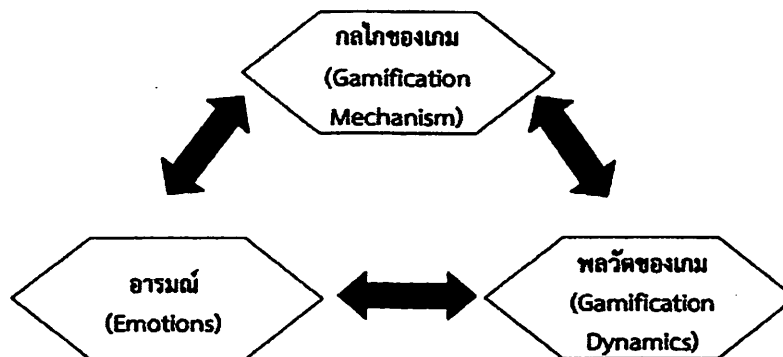 กลไกของเกม
(Gamification
Mechanism)
อารมณ์
(Emotions)
พลวัตของเกม
(Gamification
Dynamics)